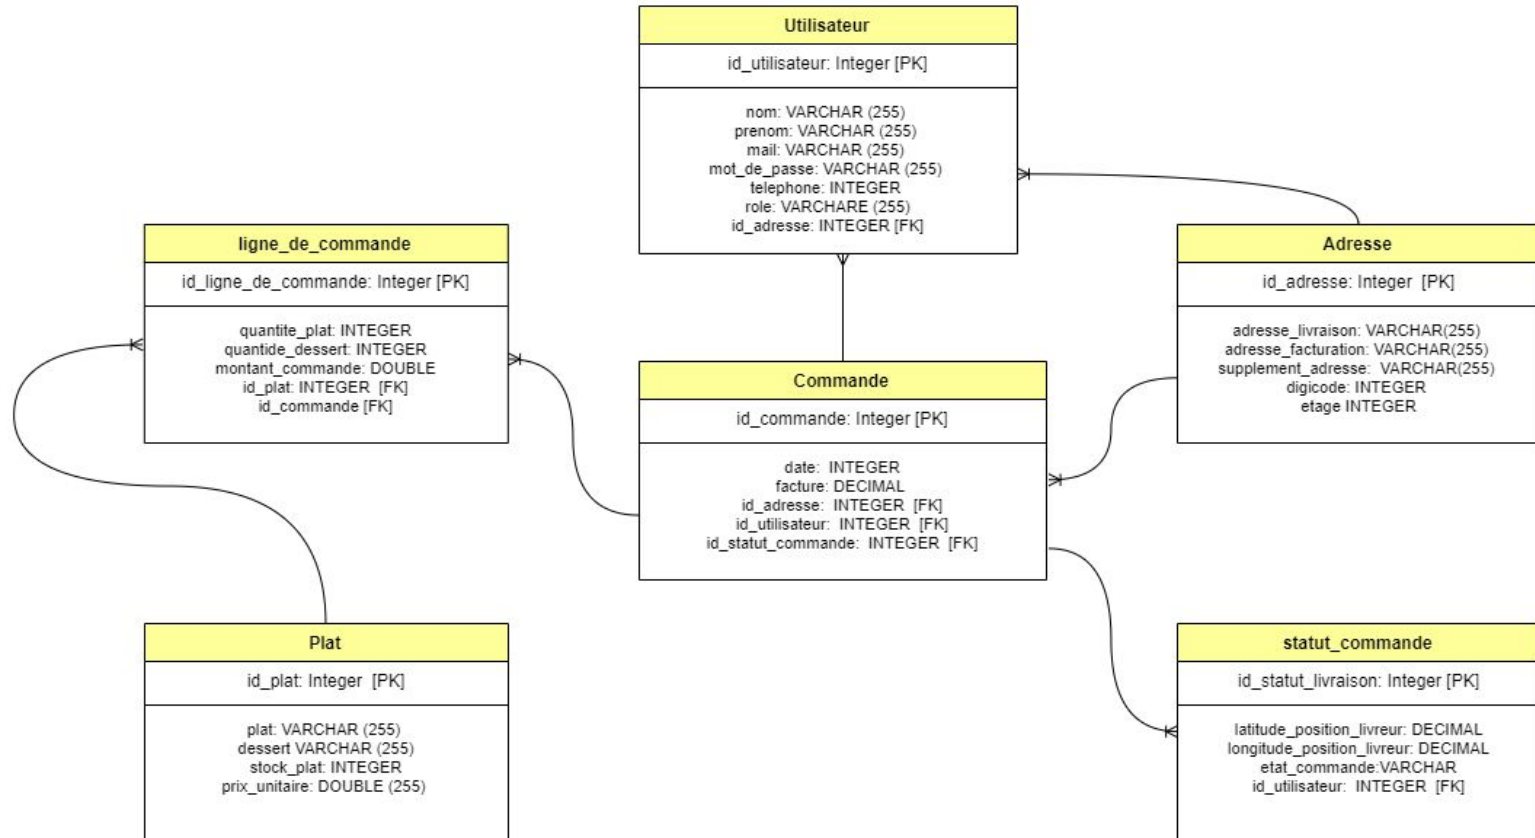 Utilisateur
id_utilisateur: Integer [PK]
nom: VARCHAR (255)
prenom: VARCHAR (255)
mail: VARCHAR (255)
mot_de_passe: VARCHAR (255)
telephone: INTEGER
role: VARCHARE (255)
id_adresse: INTEGER [FK]
ligne_de_commande
id_ligne_de_commande: Integer [PK]
quantite_plat: INTEGER
quantide_dessert: INTEGER
montant_commande: DOUBLE
id_plat: INTEGER [FK]
id_commande [FK]
Adresse
id_adresse: Integer [PK]
adresse_livraison: VARCHAR(255)
adresse_facturation: VARCHAR(255)
supplement_adresse: VARCHAR(255)
digicode: INTEGER
etage INTEGER
Commande
id_commande: Integer [PK]
date: INTEGER
facture: DECIMAL
id_adresse: INTEGER [FK]
id_utilisateur: INTEGER [FK]
id_statut_commande: INTEGER [FK]
Plat
id_plat: Integer [PK]
plat: VARCHAR (255)
dessert VARCHAR (255)
stock_plat: INTEGER
prix_unitaire: DOUBLE (255)
statut_commande
id_statut_livraison: Integer [PK]
latitude_position_livreur: DECIMAL
longitude_position_livreur: DECIMAL
etat_commande:VARCHAR
id_utilisateur: INTEGER [FK]